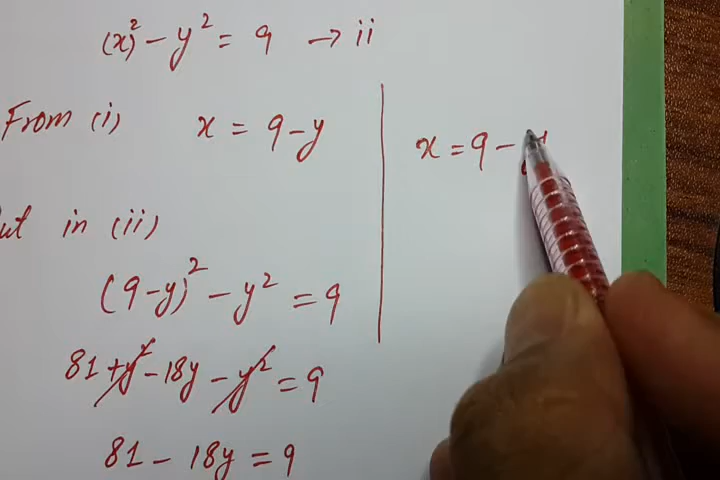 (x)² - y² = 9 → ii
From (i) x = 9 - y
in (ii)
(9-y)² - y² = 9
81 + y² - 18y - y² = 9
81 - 18y = 9
x = 9 -